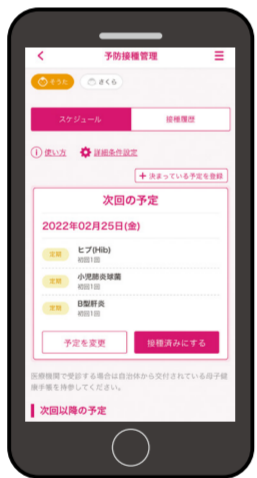 予防接種管理
そうた さくら
スケジュール 接種履歴
使い方 詳細条件設定
+ 決まっている予定を登録
次回の予定
2022年02月25日(金)
定期 ヒブ(Hib)
初回1回
定期 小児肺炎球菌
初回1回
定期 B型肝炎
初回1回
予定を変更 接種済みにする
医療機関で受診する場合は自治体から交付されている母子健
康手帳を持参してください。
次回以降の予定